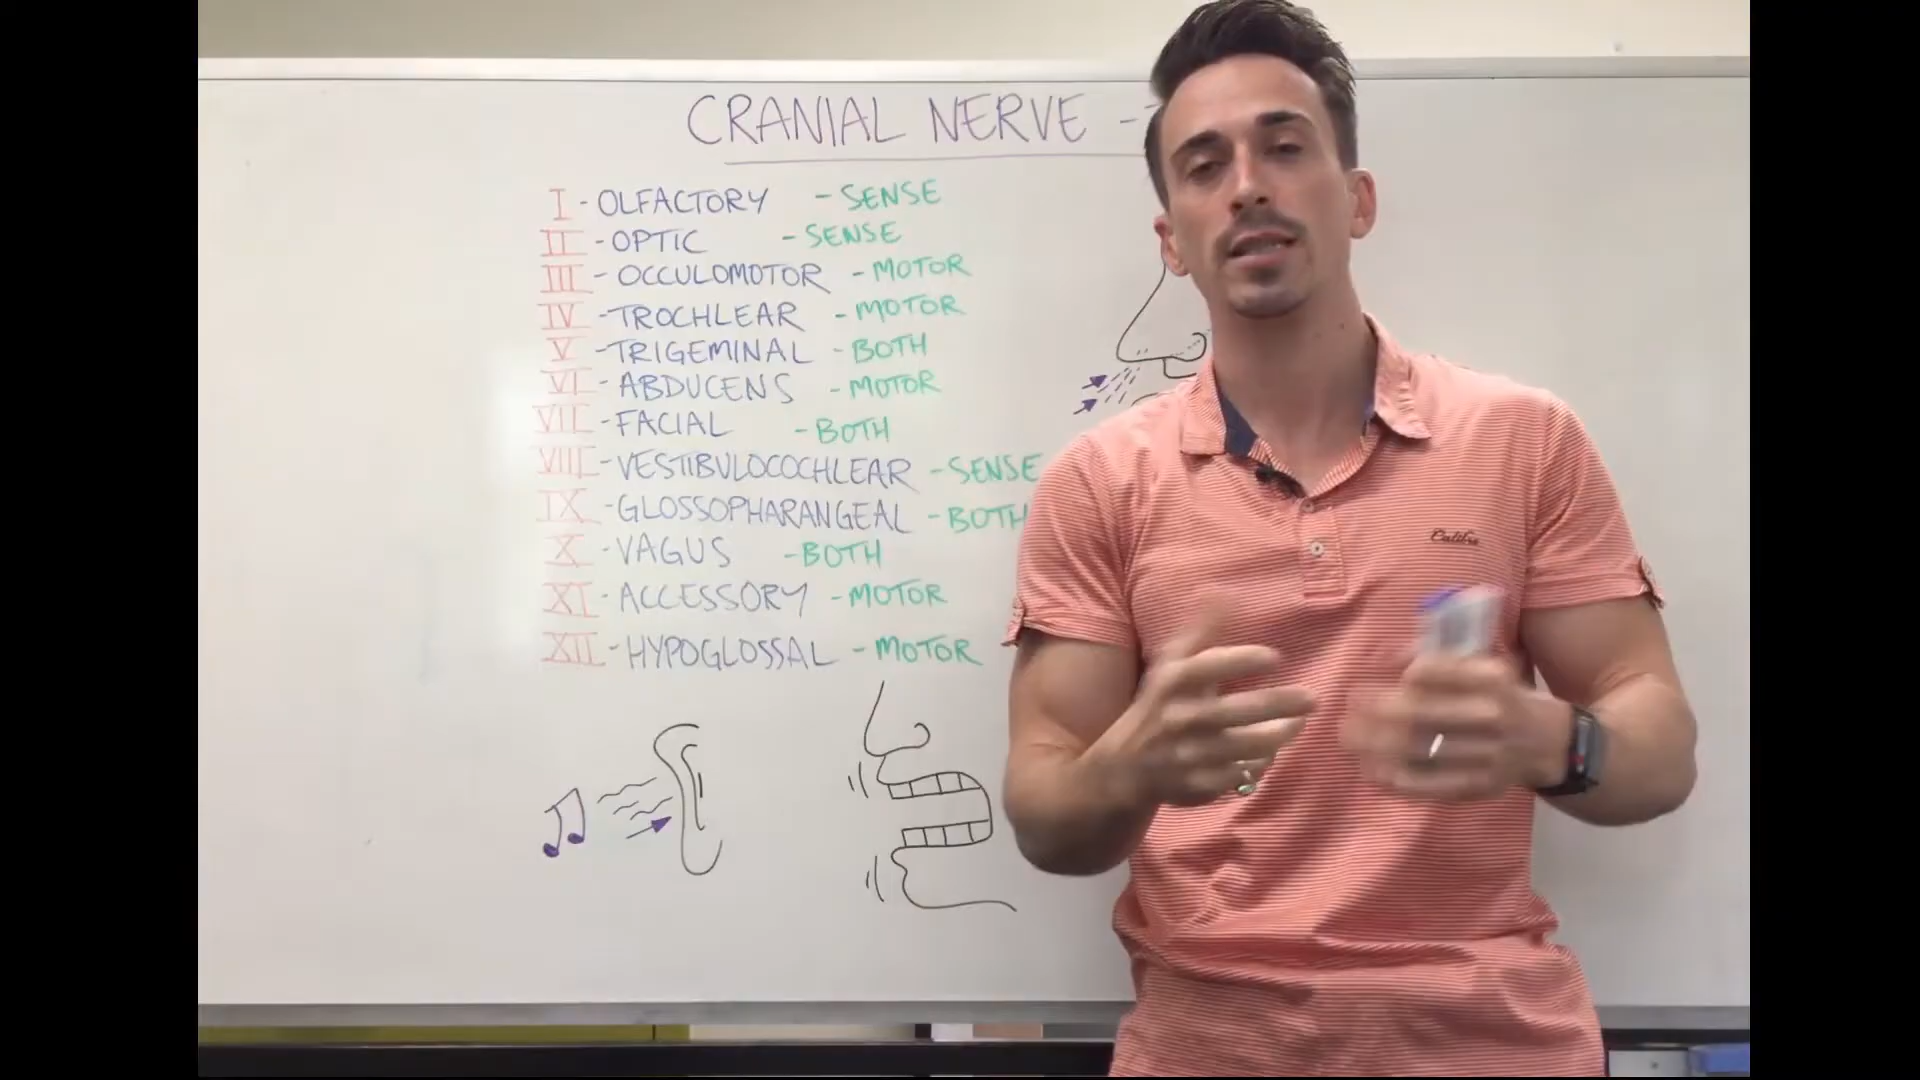 CRANIAL NERVE -
I - OLFACTORY - SENSE
II - OPTIC - SENSE
III - OCCULOMOTOR - MOTOR
IV - TROCHLEAR - MOTOR
V - TRIGEMINAL - BOTH
VI - ABDUCENS - MOTOR
VII - FACIAL - BOTH
VIII - VESTIBULOCOCHLEAR - SENSE
IX - GLOSSOPHARANGEAL - BOTH
X - VAGUS - BOTH
XI - ACCESSORY - MOTOR
XII - HYPOGLOSSAL - MOTOR
Calibre